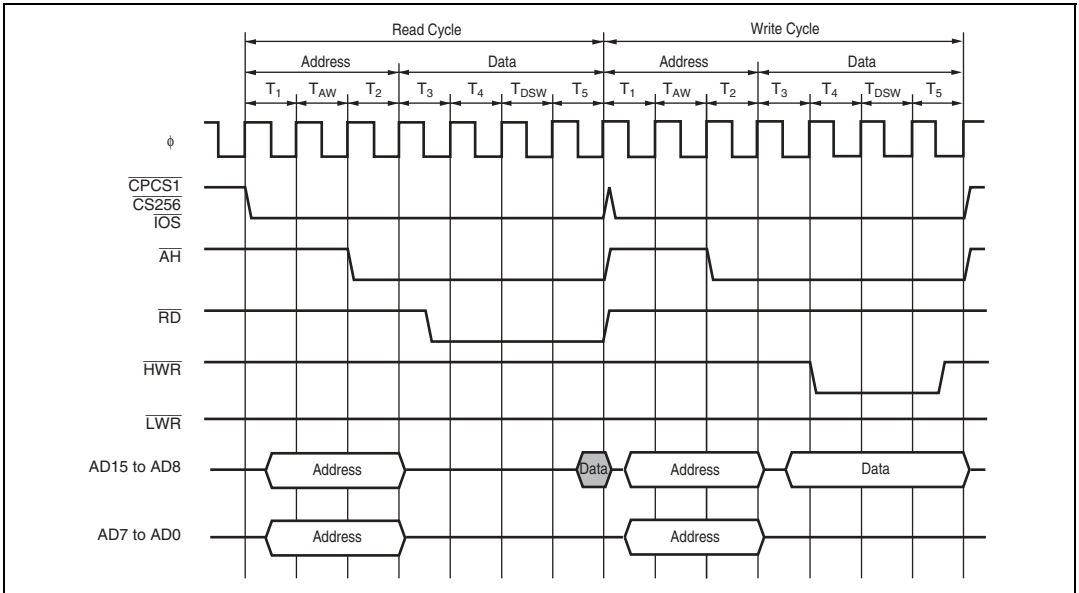 Read Cycle Write Cycle
Address Data Address Data
T1 TAW T2 T3 T4 TDSW T5 T1 TAW T2 T3 T4 TDSW T5
ϕ
CPCS1
CS256
IOS
AH
RD
HWR
LWR
AD15 to AD8 Address Data Address Data
AD7 to AD0 Address Address